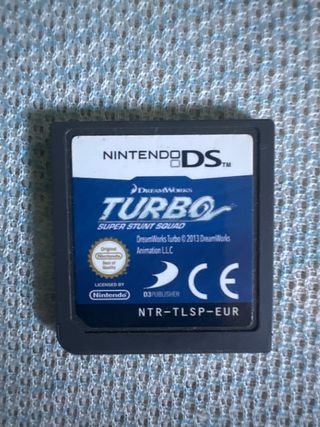 NINTENDO DS TM
DREAMWORKS
TURBO
SUPER STUNT SQUAD
DreamWorks Turbo © 2013 DreamWorks
Animation L.L.C
Original
Nintendo
Seal of
Quality
LICENSED BY
Nintendo
D3PUBLISHER
CE
NTR-TLSP-EUR